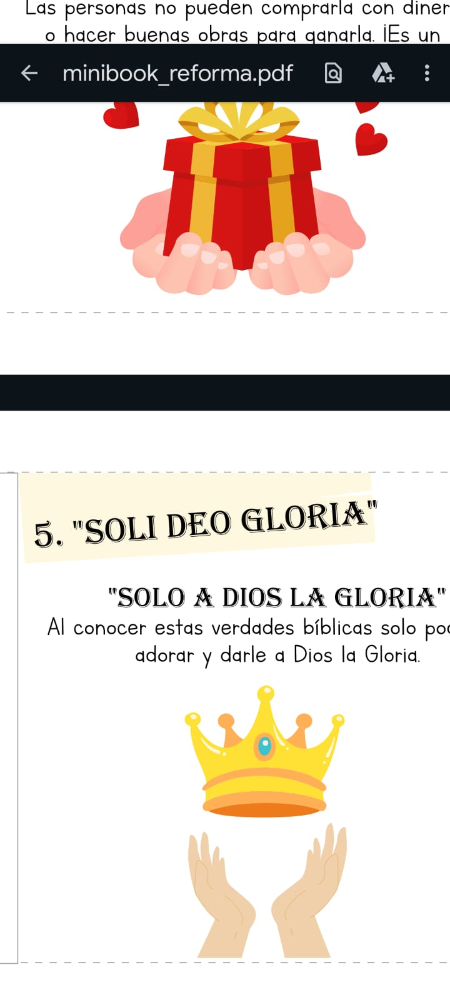 Las personas no pueden comprarla con diner
o hacer buenas obras para ganarla. ¡Es un
minibook_reforma.pdf
5. "SOLI DEO GLORIA"
"SOLO A DIOS LA GLORIA"
Al conocer estas verdades bíblicas solo po
adorar y darle a Dios la Gloria.